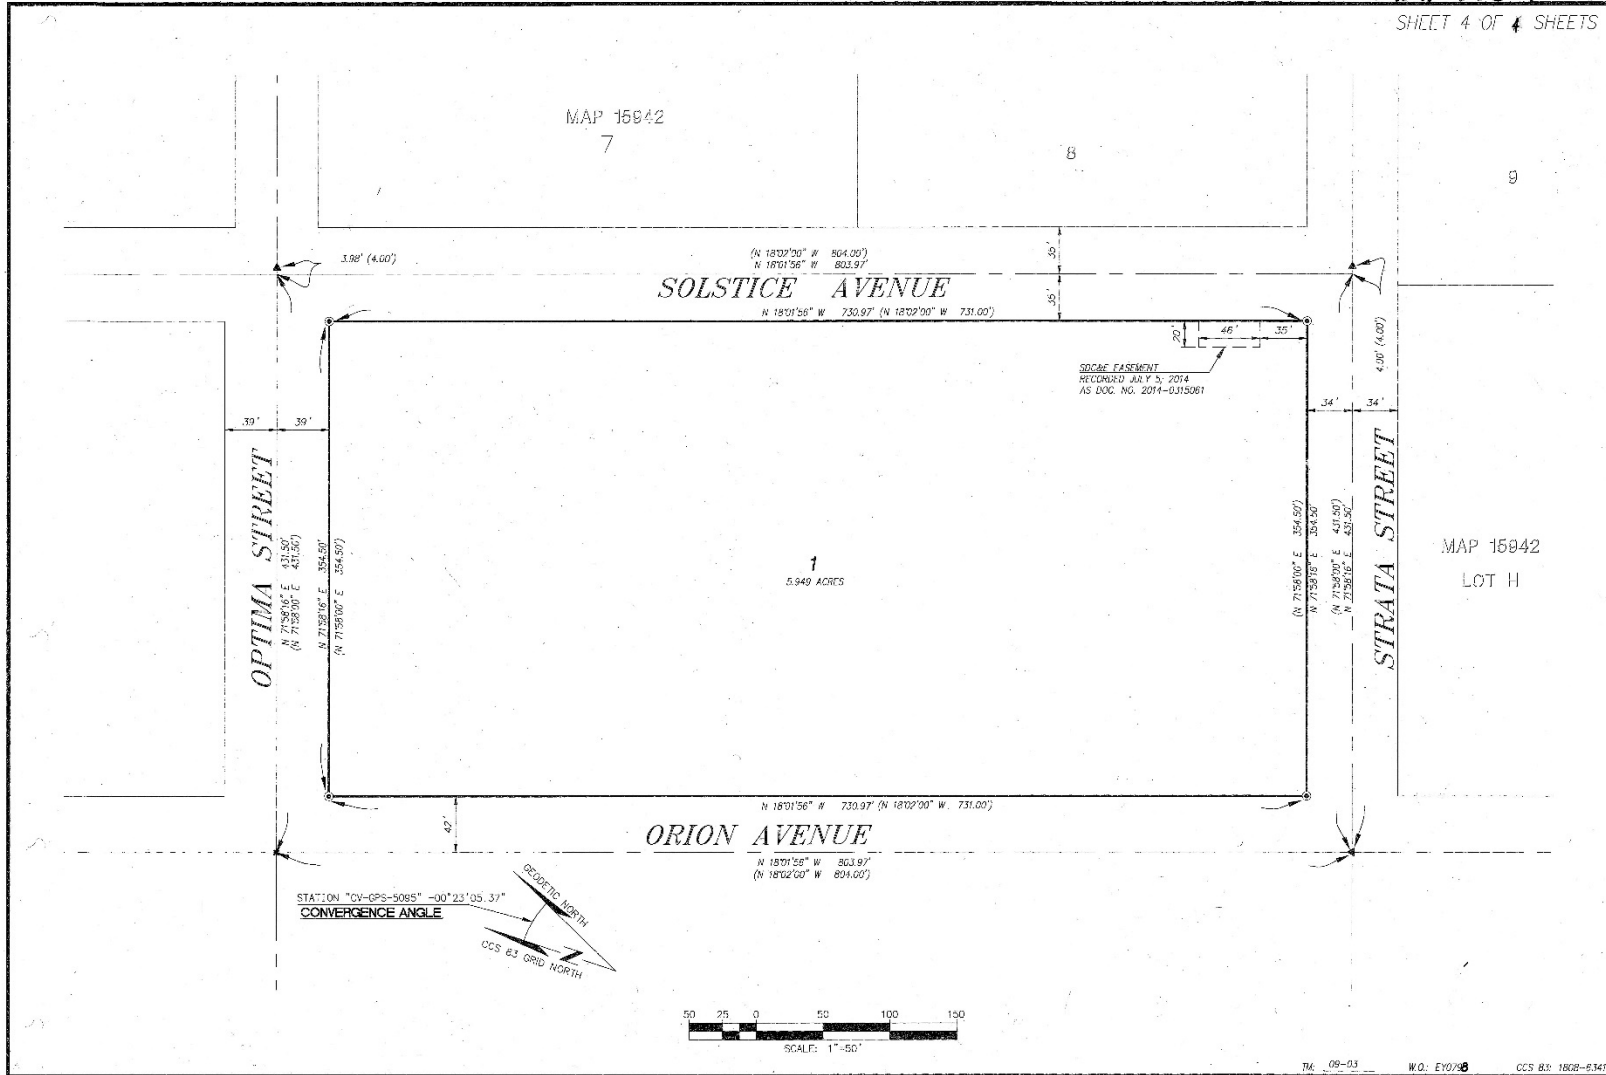 SHEET 4 OF 4 SHEETS
MAP 15942
7
8
9
3.98' (4.00')
(N 18°02'00" W 804.00')
N 18°01'56" W 803.97'
35'
SOLSTICE AVENUE
35'
N 18°01'56" W 730.97' (N 18°02'00" W 731.00')
20'
46'
35'
4.00' (4.00')
SDG&E EASEMENT
RECORDED JULY 5, 2014
AS DOC. NO. 2014-0315061
39'
39'
34'
34'
OPTIMA STREET
N 71°58'16" E 431.50'
(N 71°58'00" E 431.50')
N 71°58'16" E 354.50'
(N 71°58'00" E 354.50')
1
5.949 ACRES
(N 71°58'00" E 354.50')
N 71°58'16" E 354.50'
(N 71°58'00" E 431.50')
N 71°58'16" E 431.50'
STRATA STREET
MAP 15942
LOT H
42'
N 18°01'56" W 730.97' (N 18°02'00" W 731.00')
ORION AVENUE
N 18°01'56" W 803.97'
(N 18°02'00" W 804.00')
STATION "CV-GPS-5095" -00°23'05.37"
CONVERGENCE ANGLE
GEODETIC NORTH
CCS 83 GRID NORTH
50 25 0 50 100 150
SCALE: 1"=50'
TM: 09-03
W.O.: EY0798
CCS 83: 1808-6341